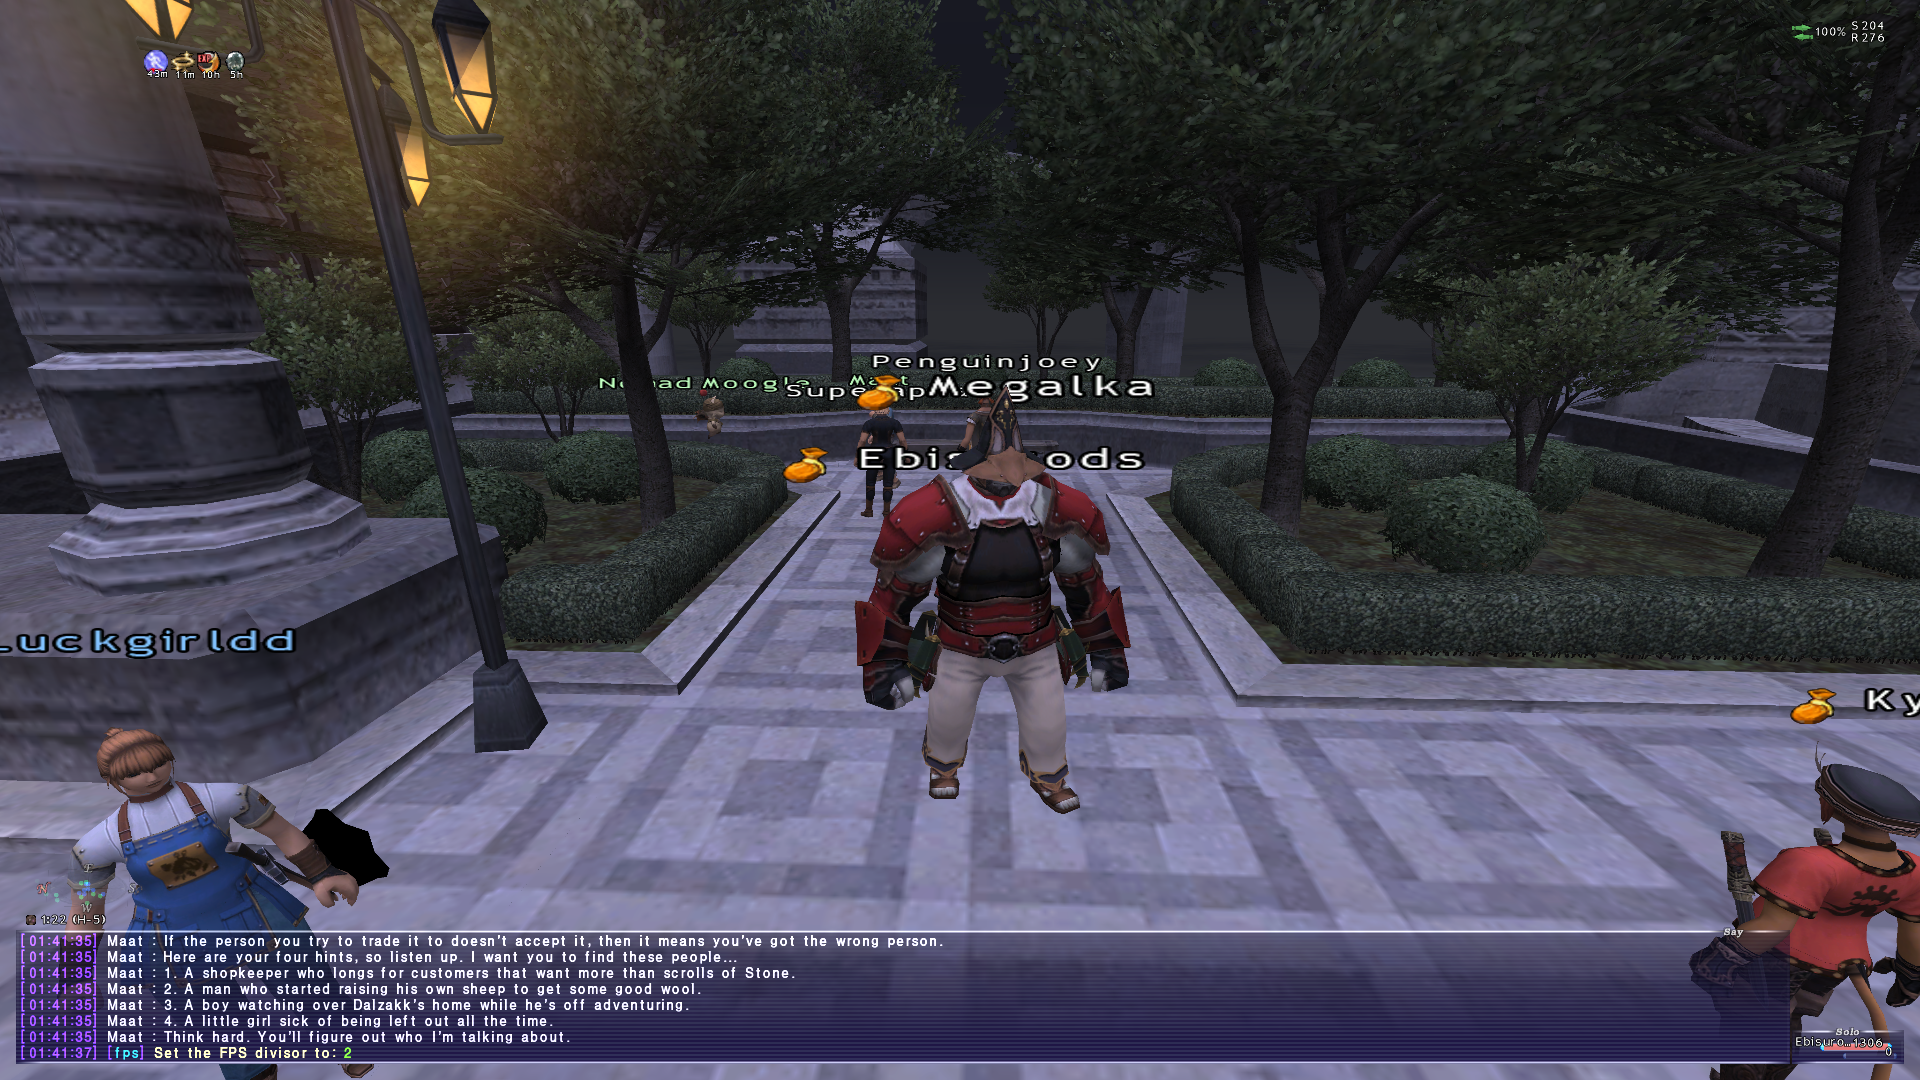 100% S 204
R 276
EXP
43m 11m 10h 5h
Penguinjoey
Megalka
Luckgirldd
Ky
N
S
W
1:22 (H-5)
Say
[01:41:35] Maat : If the person you try to trade it to doesn't accept it, then it means you've got the wrong person.
[01:41:35] Maat : Here are your four hints, so listen up. I want you to find these people...
[01:41:35] Maat : 1. A shopkeeper who longs for customers that want more than scrolls of Stone.
[01:41:35] Maat : 2. A man who started raising his own sheep to get some good wool.
[01:41:35] Maat : 3. A boy watching over Dalzakk's home while he's off adventuring.
[01:41:35] Maat : 4. A little girl sick of being left out all the time.
[01:41:35] Maat : Think hard. You'll figure out who I'm talking about.
[01:41:37] [fps] Set the FPS divisor to: 2
Solo
Ebisuro…1306
0